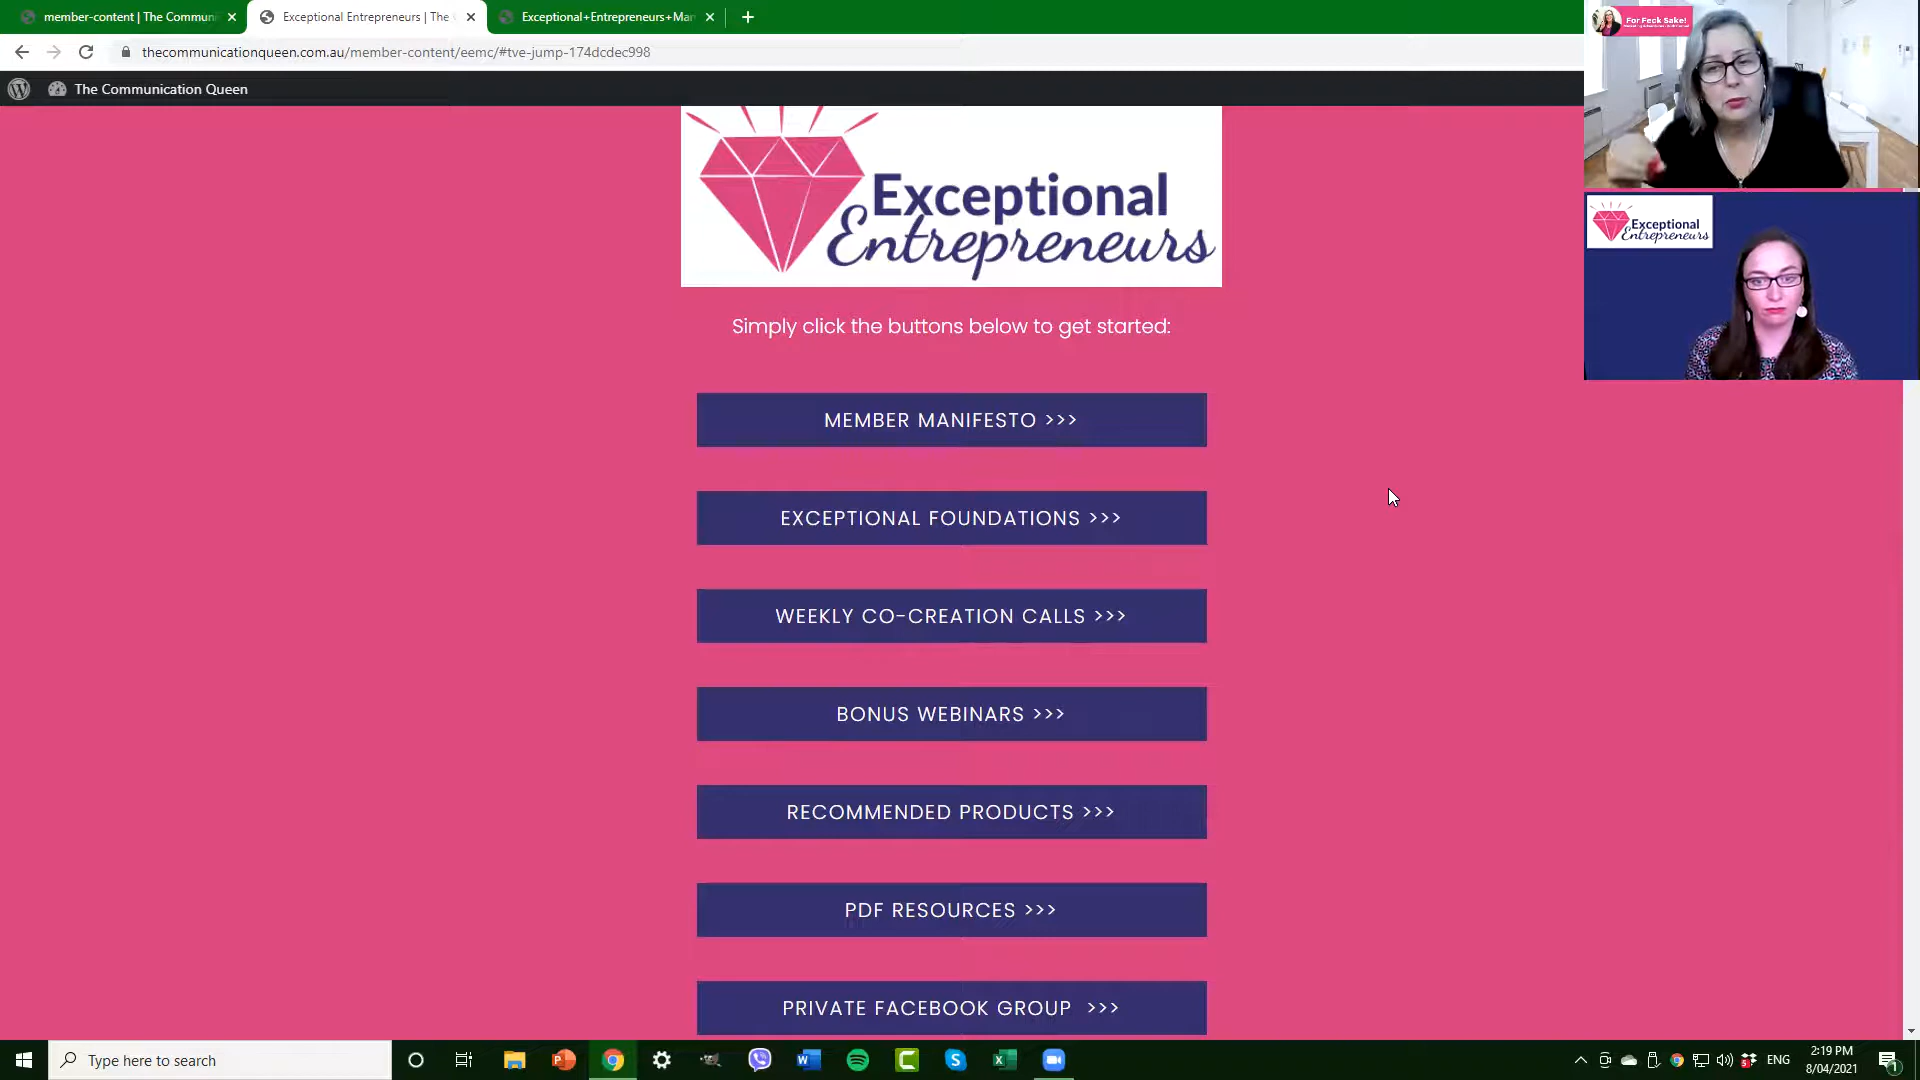 member-content | The Commun
Exceptional Entrepreneurs | The
Exceptional+Entrepreneurs+Man
thecommunicationqueen.com.au/member-content/eemc/#tve-jump-174dcdec998
The Communication Queen
For Feck Sake!
Exceptional
Entrepreneurs
Exceptional
Entrepreneurs
Simply click the buttons below to get started:
MEMBER MANIFESTO >>>
EXCEPTIONAL FOUNDATIONS >>>
WEEKLY CO-CREATION CALLS >>>
BONUS WEBINARS >>>
RECOMMENDED PRODUCTS >>>
PDF RESOURCES >>>
PRIVATE FACEBOOK GROUP >>>
Type here to search
ENG
2:19 PM
8/04/2021
1